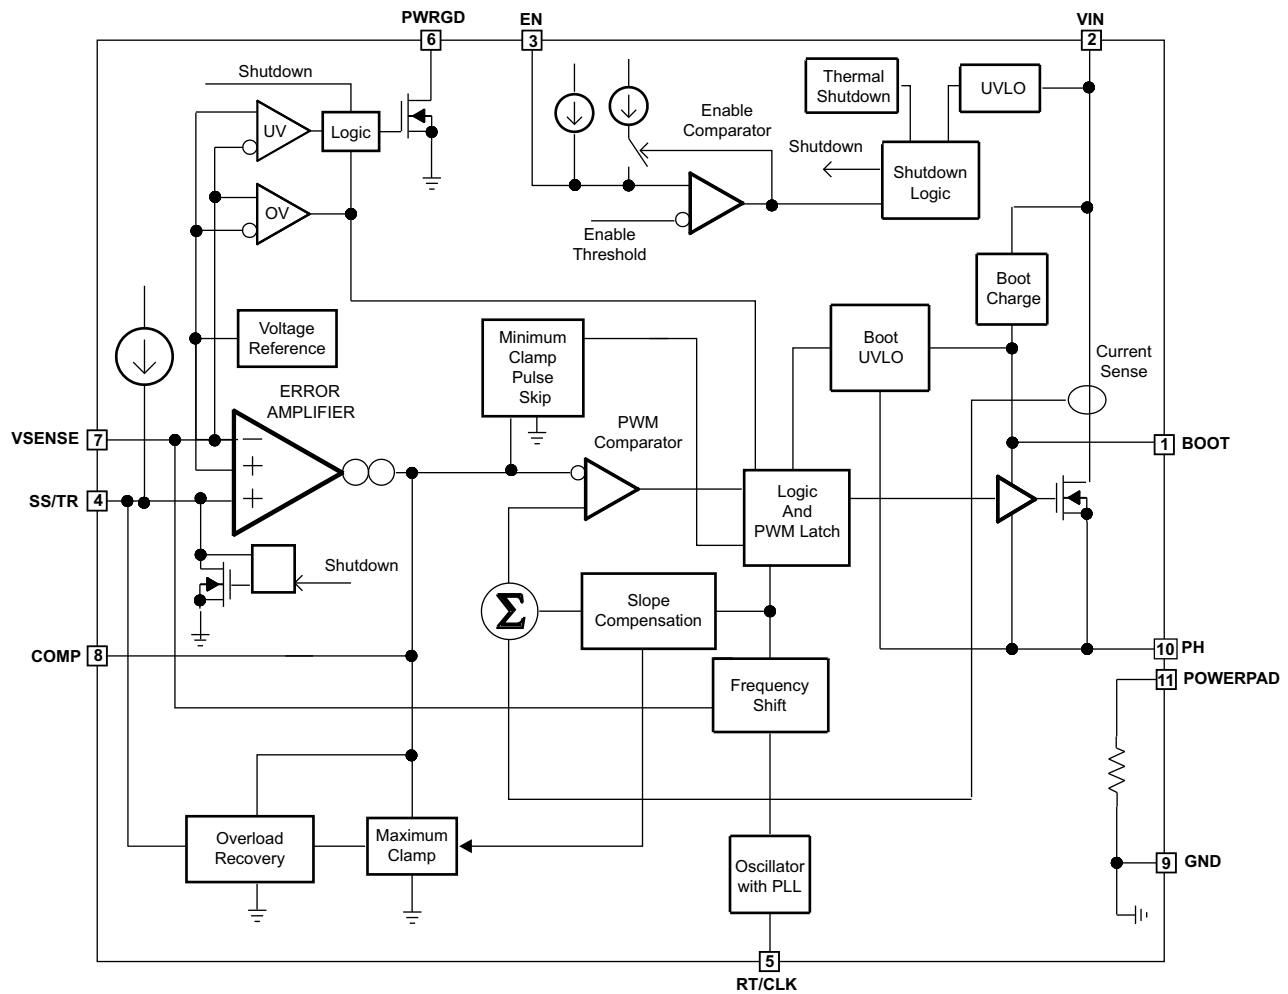 PWRGD
EN
VIN
6
3
2
Shutdown
Thermal
Shutdown
UVLO
UV
Logic
Enable
Comparator
Shutdown
Shutdown
Logic
OV
Enable
Threshold
Boot
Charge
Voltage
Reference
Minimum
Clamp
Pulse
Skip
Boot
UVLO
Current
Sense
ERROR
AMPLIFIER
PWM
Comparator
VSENSE
7
1
BOOT
SS/TR
4
Logic
And
PWM Latch
Shutdown
Σ
Slope
Compensation
COMP
8
10
PH
11
POWERPAD
Frequency
Shift
Overload
Recovery
Maximum
Clamp
Oscillator
with PLL
9
GND
5
RT/CLK